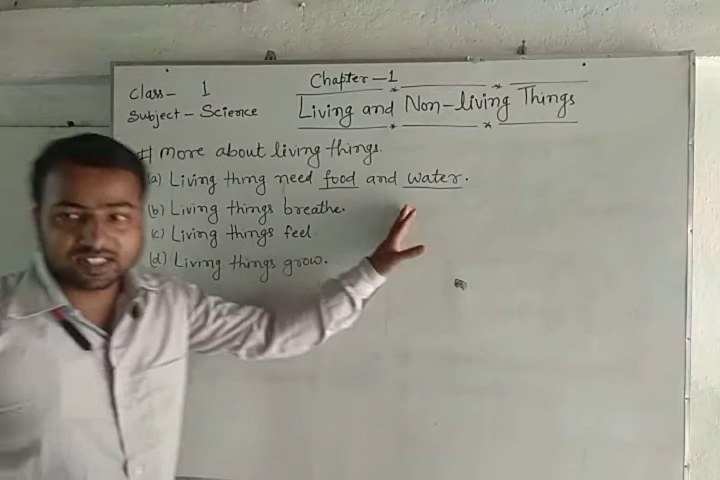 Class- 1
Subject - Science
Chapter-1
Living and Non-living Things
# More about living things.
(a) Living thing need food and water.
(b) Living things breathe.
(c) Living things feel.
(d) Living things grow.